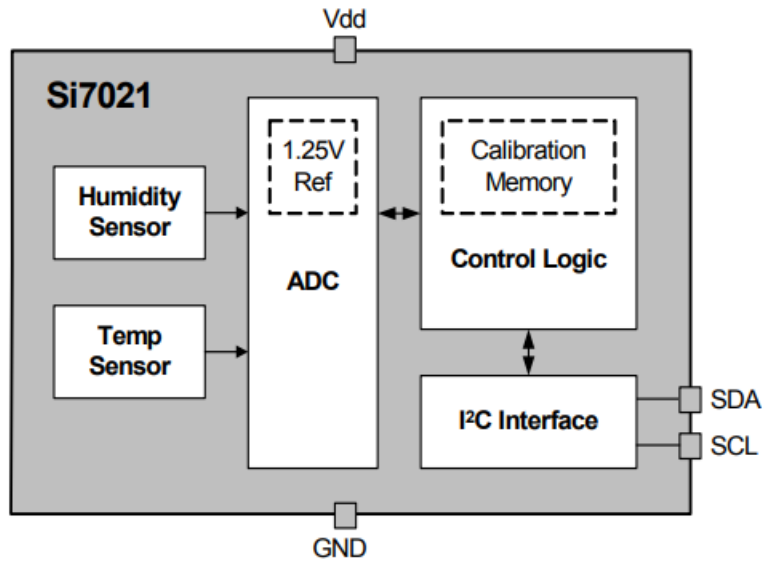 Vdd
Si7021
1.25V
Ref
Calibration
Memory
Humidity
Sensor
ADC
Control Logic
Temp
Sensor
I²C Interface
SDA
SCL
GND